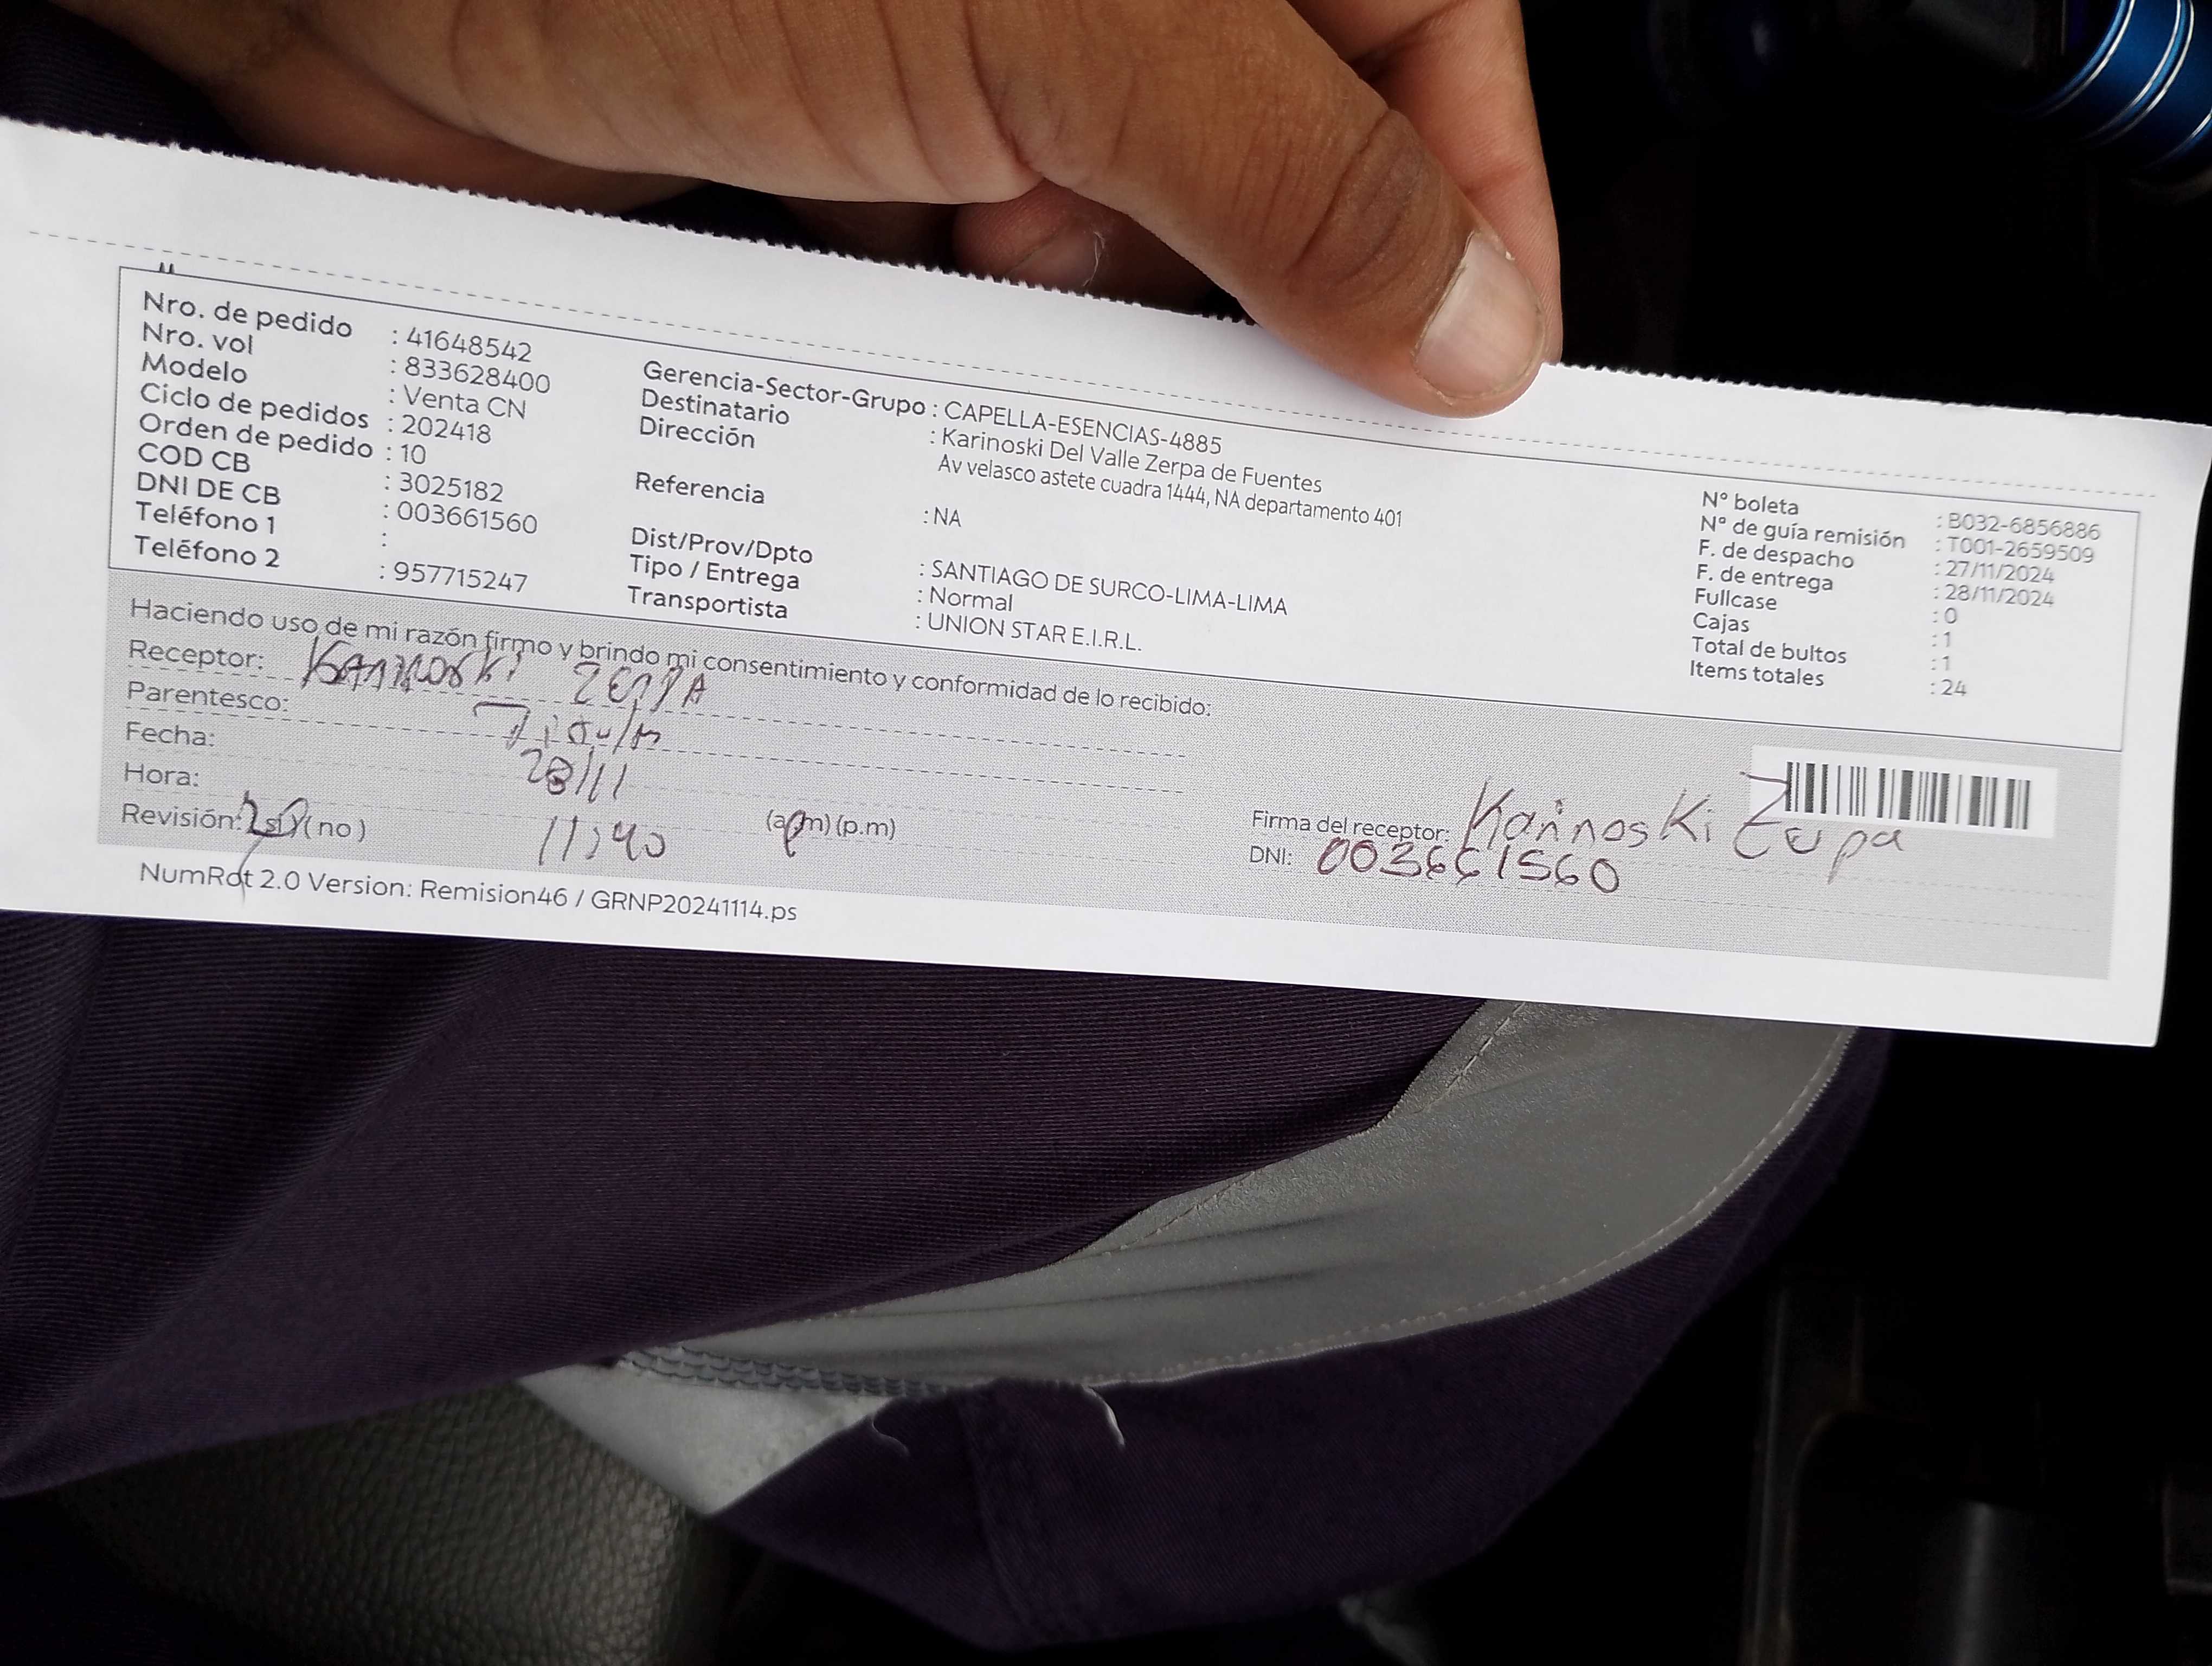 Nro. de pedido : 41648542
Nro. vol : 833628400
Modelo : Venta CN
Ciclo de pedidos : 202418
Orden de pedido : 10
COD CB : 3025182
DNI DE CB : 003661560
Teléfono 1 :
Teléfono 2 : 957715247
Gerencia-Sector-Grupo : CAPELLA-ESENCIAS-4885
Destinatario : Karinoski Del Valle Zerpa de Fuentes
Dirección Av velasco astete cuadra 1444, NA departamento 401
Referencia : NA
Dist/Prov/Dpto : SANTIAGO DE SURCO-LIMA-LIMA
Tipo / Entrega : Normal
Transportista : UNION STAR E.I.R.L.
N° boleta : B032-6856886
N° de guía remisión : T001-2659509
F. de despacho : 27/11/2024
F. de entrega : 28/11/2024
Fullcase : 0
Cajas : 1
Total de bultos : 1
Items totales : 24
Haciendo uso de mi razón firmo y brindo mi consentimiento y conformidad de lo recibido:
Receptor: Karinoski Zerpa
Parentesco:
Fecha: 28/11
Hora: 11:40 (a.m) (p.m)
Revisión: (si) (no)
Firma del receptor: Karinoski Zerpa
DNI: 003661560
NumRot 2.0 Version: Remision46 / GRNP20241114.ps